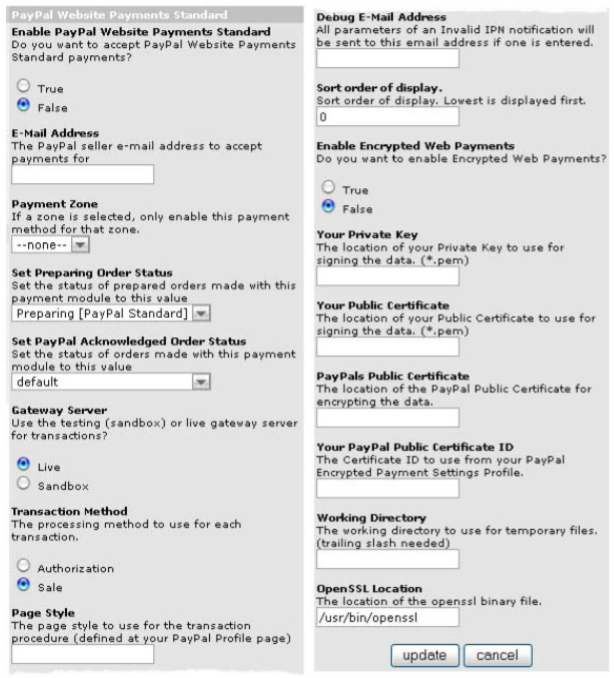 PayPal Website Payments Standard
Enable PayPal Website Payments Standard
Do you want to accept PayPal Website Payments
Standard payments?
True
False
E-Mail Address
The PayPal seller e-mail address to accept
payments for
Payment Zone
If a zone is selected, only enable this payment
method for that zone.
--none--
Set Preparing Order Status
Set the status of prepared orders made with this
payment module to this value
Preparing [PayPal Standard]
Set PayPal Acknowledged Order Status
Set the status of orders made with this payment
module to this value
default
Gateway Server
Use the testing (sandbox) or live gateway server
for transactions?
Live
Sandbox
Transaction Method
The processing method to use for each
transaction.
Authorization
Sale
Page Style
The page style to use for the transaction
procedure (defined at your PayPal Profile page)
Debug E-Mail Address
All parameters of an Invalid IPN notification will
be sent to this email address if one is entered.
Sort order of display.
Sort order of display. Lowest is displayed first.
0
Enable Encrypted Web Payments
Do you want to enable Encrypted Web Payments?
True
False
Your Private Key
The location of your Private Key to use for
signing the data. (*.pem)
Your Public Certificate
The location of your Public Certificate to use for
signing the data. (*.pem)
PayPals Public Certificate
The location of the PayPal Public Certificate for
encrypting the data.
Your PayPal Public Certificate ID
The Certificate ID to use from your PayPal
Encrypted Payment Settings Profile.
Working Directory
The working directory to use for temporary files.
(trailing slash needed)
OpenSSL Location
The location of the openssl binary file.
/usr/bin/openssl
update cancel